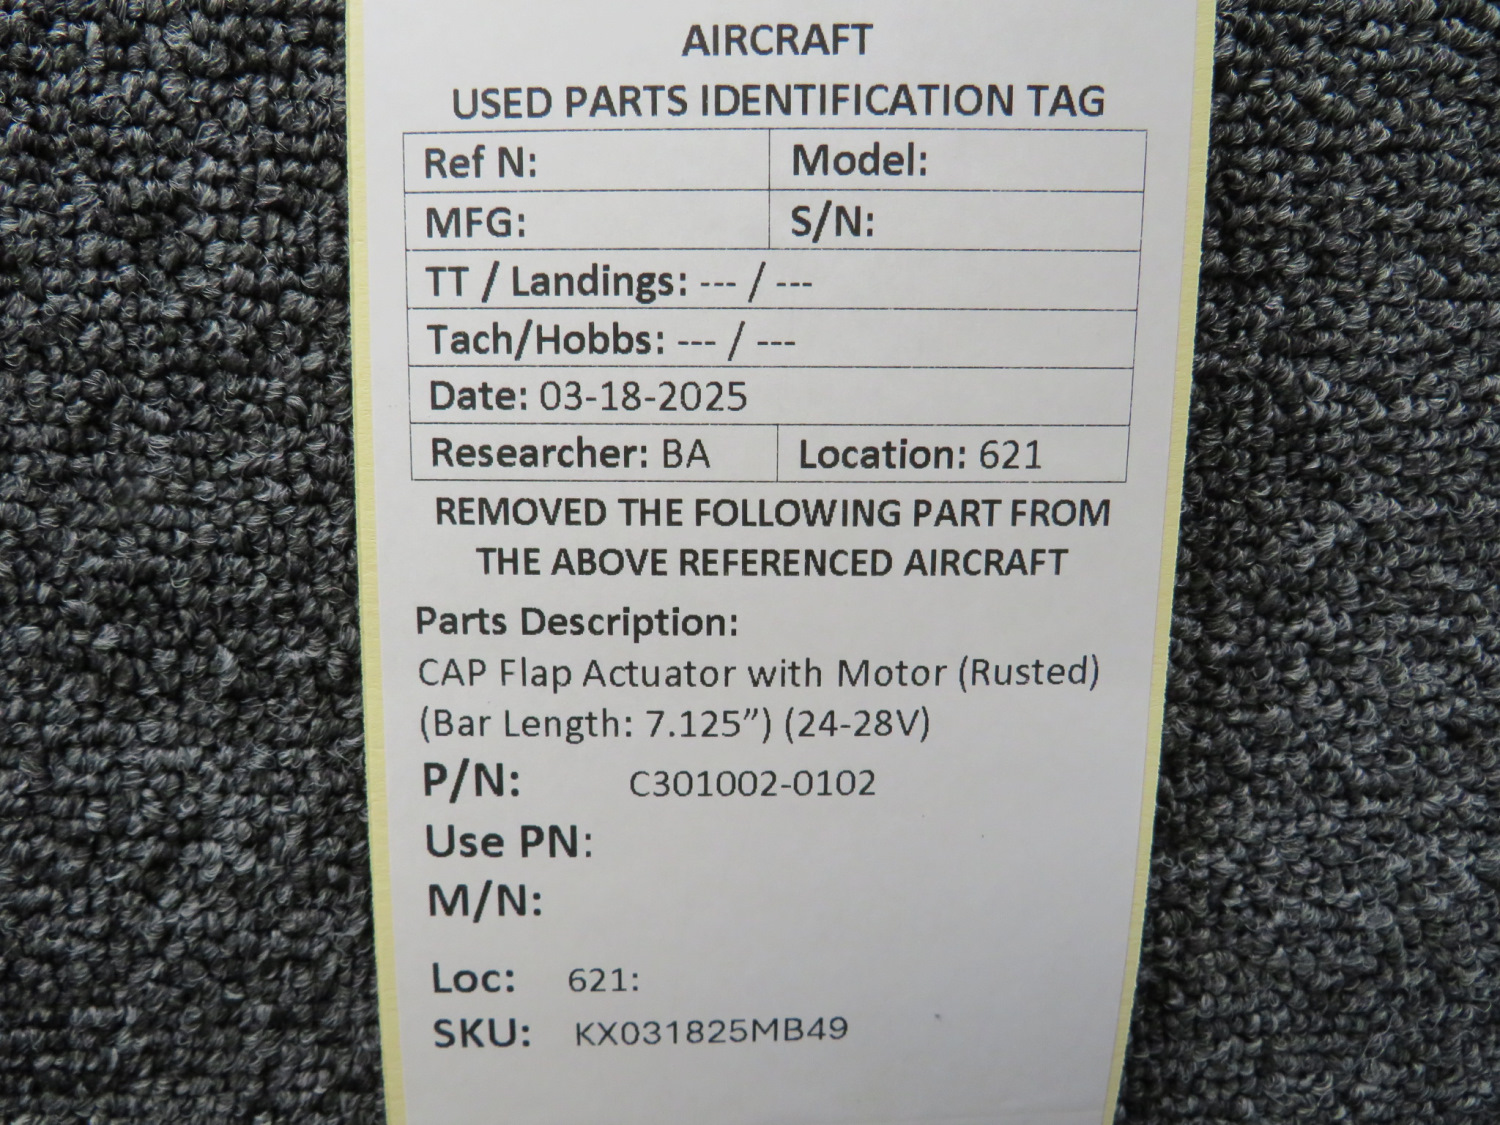 AIRCRAFT
USED PARTS IDENTIFICATION TAG
Ref N: Model:
MFG: S/N:
TT / Landings: --- / ---
Tach/Hobbs: --- / ---
Date: 03-18-2025
Researcher: BA Location: 621
REMOVED THE FOLLOWING PART FROM
THE ABOVE REFERENCED AIRCRAFT
Parts Description:
CAP Flap Actuator with Motor (Rusted)
(Bar Length: 7.125”) (24-28V)
P/N: C301002-0102
Use PN:
M/N:
Loc: 621:
SKU: KX031825MB49